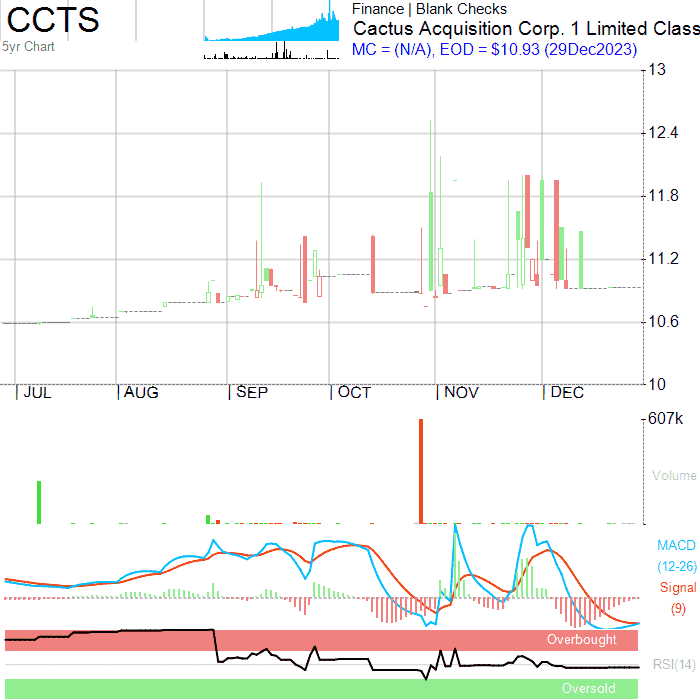 CCTS
5yr Chart
Finance | Blank Checks
Cactus Acquisition Corp. 1 Limited Class
MC = (N/A), EOD = $10.93 (29Dec2023)
13
12.4
11.8
11.2
10.6
10
JUL AUG SEP OCT NOV DEC
607k
Volume
MACD
(12-26)
Signal
(9)
Overbought
RSI(14)
Oversold